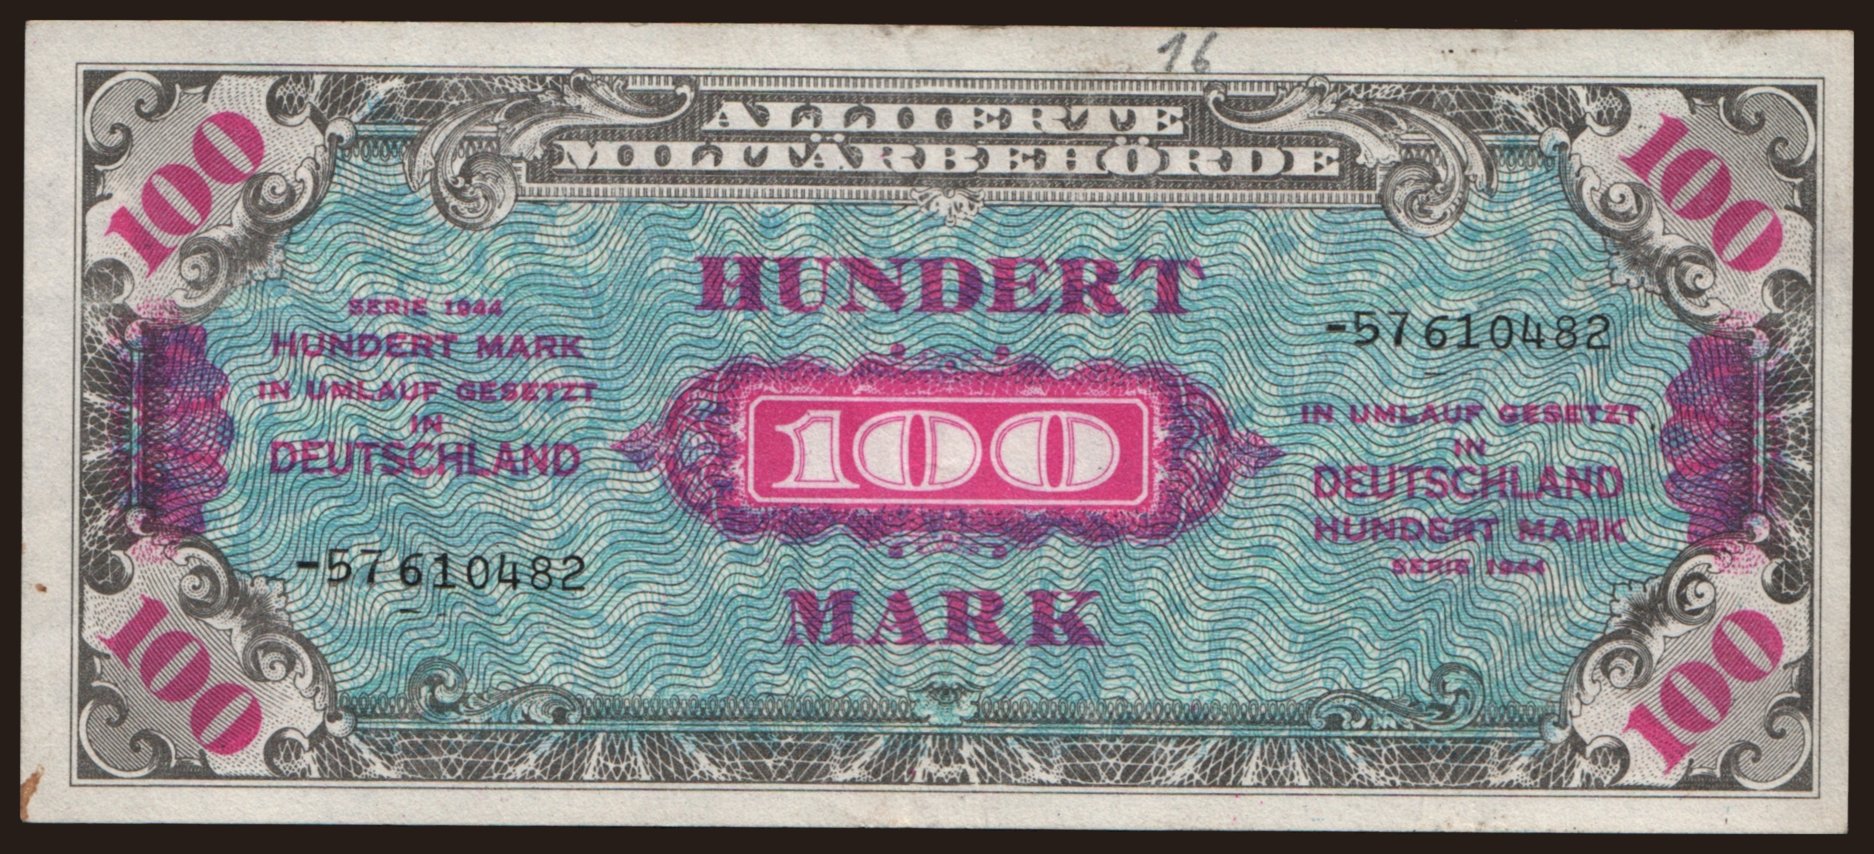 16
ALLIIERTE
MILITÄRBEHÖRDE
100
100
HUNDERT
SERIE 1944
HUNDERT MARK
IN UMLAUF GESETZT
IN
DEUTSCHLAND
-57610482
100
IN UMLAUF GESETZT
IN
DEUTSCHLAND
HUNDERT MARK
SERIE 1944
-57610482
MARK
100
100